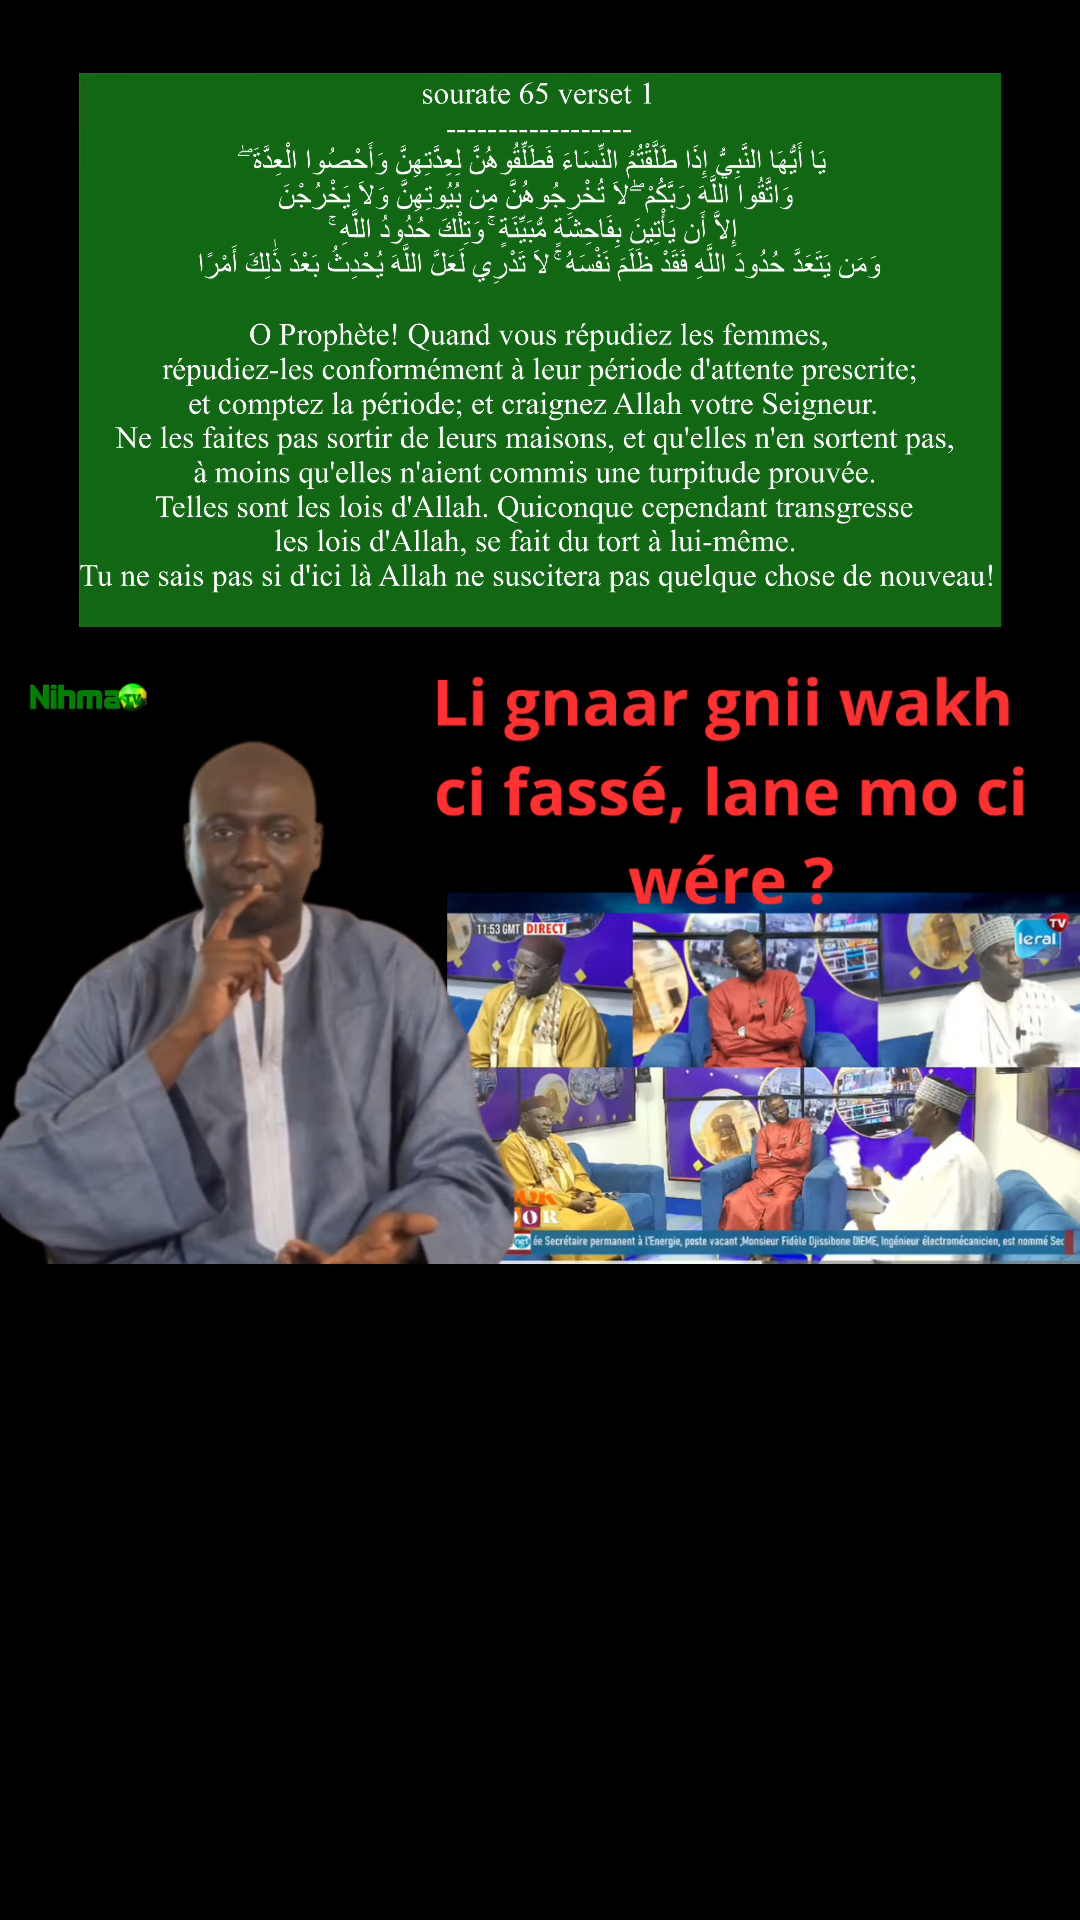 sourate 65 verset 1
------------------
يَا أَيُّهَا النَّبِيُّ إِذَا طَلَّقْتُمُ النِّسَاءَ فَطَلِّقُوهُنَّ لِعِدَّتِهِنَّ وَأَحْصُوا الْعِدَّةَ ۖ
وَاتَّقُوا اللَّهَ رَبَّكُمْ ۖ لَا تُخْرِجُوهُنَّ مِن بُيُوتِهِنَّ وَلَا يَخْرُجْنَ
إِلَّا أَن يَأْتِينَ بِفَاحِشَةٍ مُّبَيِّنَةٍ ۚ وَتِلْكَ حُدُودُ اللَّهِ ۚ
وَمَن يَتَعَدَّ حُدُودَ اللَّهِ فَقَدْ ظَلَمَ نَفْسَهُ ۚ لَا تَدْرِي لَعَلَّ اللَّهَ يُحْدِثُ بَعْدَ ذَٰلِكَ أَمْرًا
O Prophète! Quand vous répudiez les femmes,
répudiez-les conformément à leur période d'attente prescrite;
et comptez la période; et craignez Allah votre Seigneur.
Ne les faites pas sortir de leurs maisons, et qu'elles n'en sortent pas,
à moins qu'elles n'aient commis une turpitude prouvée.
Telles sont les lois d'Allah. Quiconque cependant transgresse
les lois d'Allah, se fait du tort à lui-même.
Tu ne sais pas si d'ici là Allah ne suscitera pas quelque chose de nouveau!
Nihma TV
Li gnaar gnii wakh
ci fassé, lane mo ci
wére ?
11:53 GMT DIRECT
leral TV
net
ée Secrétaire permanent à l'Energie, poste vacant ;Monsieur Fidèle Djissibone DIEME, Ingénieur électromécanicien, est nommé Sec